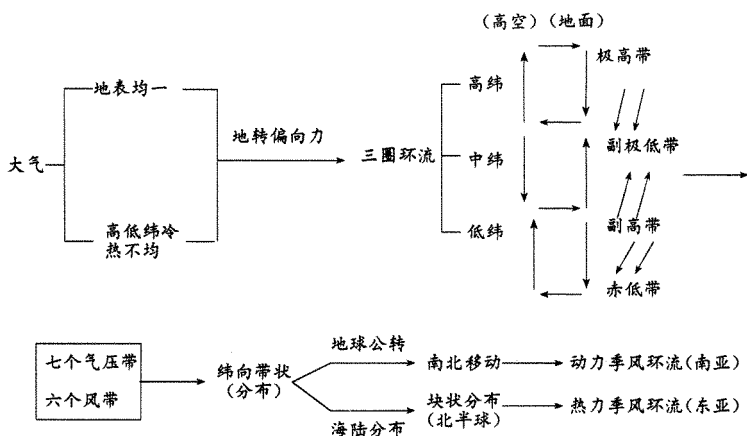 (高空)(地面)
极高带
地表均一
高纬
地转偏向力
大气
三圈环流
中纬
副极低带
高低纬冷
热不均
低纬
副高带
赤低带
七个气压带
六个风带
纬向带状
(分布)
地球公转
南北移动
动力季风环流(南亚)
海陆分布
块状分布
(北半球)
热力季风环流(东亚)